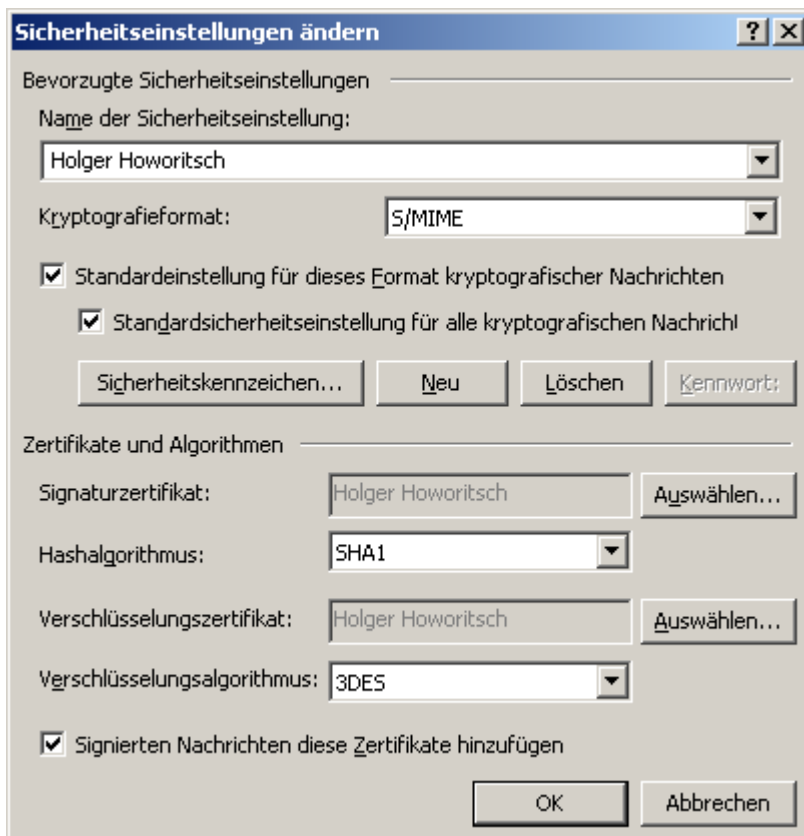 Sicherheitseinstellungen ändern
Bevorzugte Sicherheitseinstellungen
Name der Sicherheitseinstellung:
Holger Howoritsch
Kryptografieformat: S/MIME
Standardeinstellung für dieses Format kryptografischer Nachrichten
Standardsicherheitseinstellung für alle kryptografischen Nachrich
Sicherheitskennzeichen... Neu Löschen Kennwort:
Zertifikate und Algorithmen
Signaturzertifikat: Holger Howoritsch Auswählen...
Hashalgorithmus: SHA1
Verschlüsselungszertifikat: Holger Howoritsch Auswählen...
Verschlüsselungsalgorithmus: 3DES
Signierten Nachrichten diese Zertifikate hinzufügen
OK Abbrechen